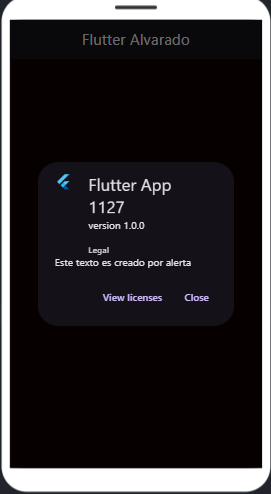 Flutter Alvarado
Flutter App
1127
version 1.0.0
Legal
Este texto es creado por alerta
View licenses Close